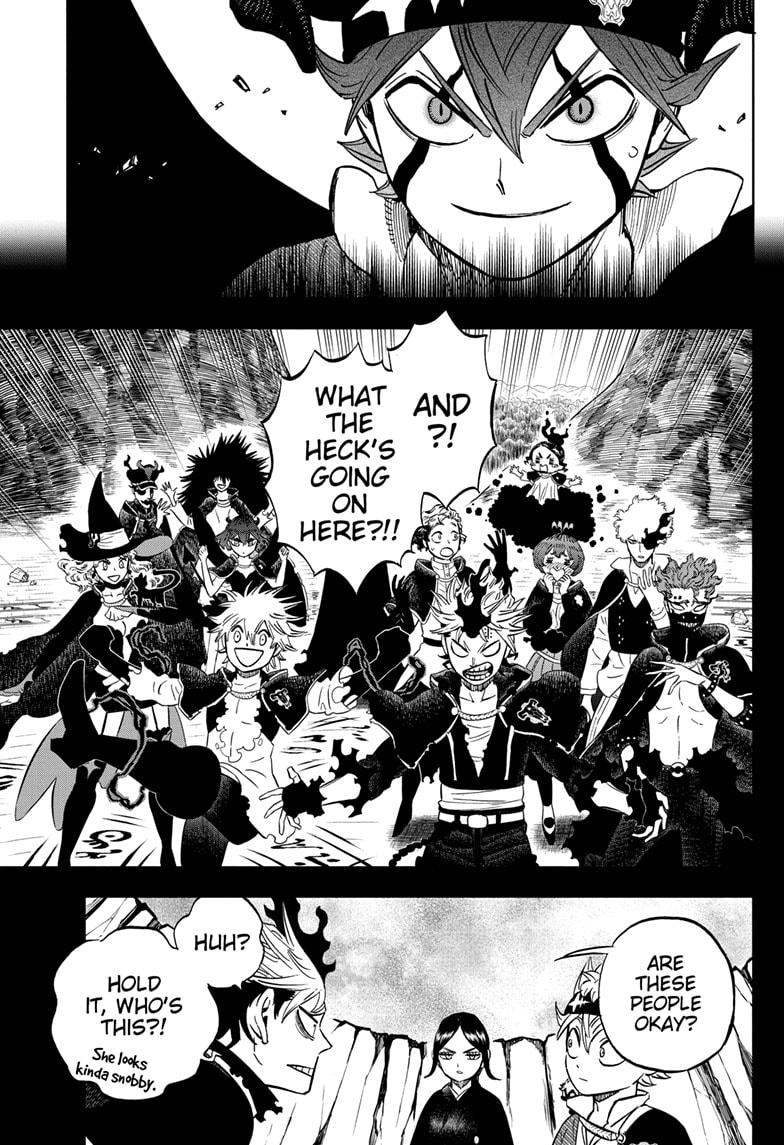 AND
?!
WHAT
THE
HECK'S
GOING
ON
HERE?!!
ARE
THESE
PEOPLE
OKAY?
HUH?
HOLD
IT, WHO'S
THIS?!
She looks
kinda snobby.